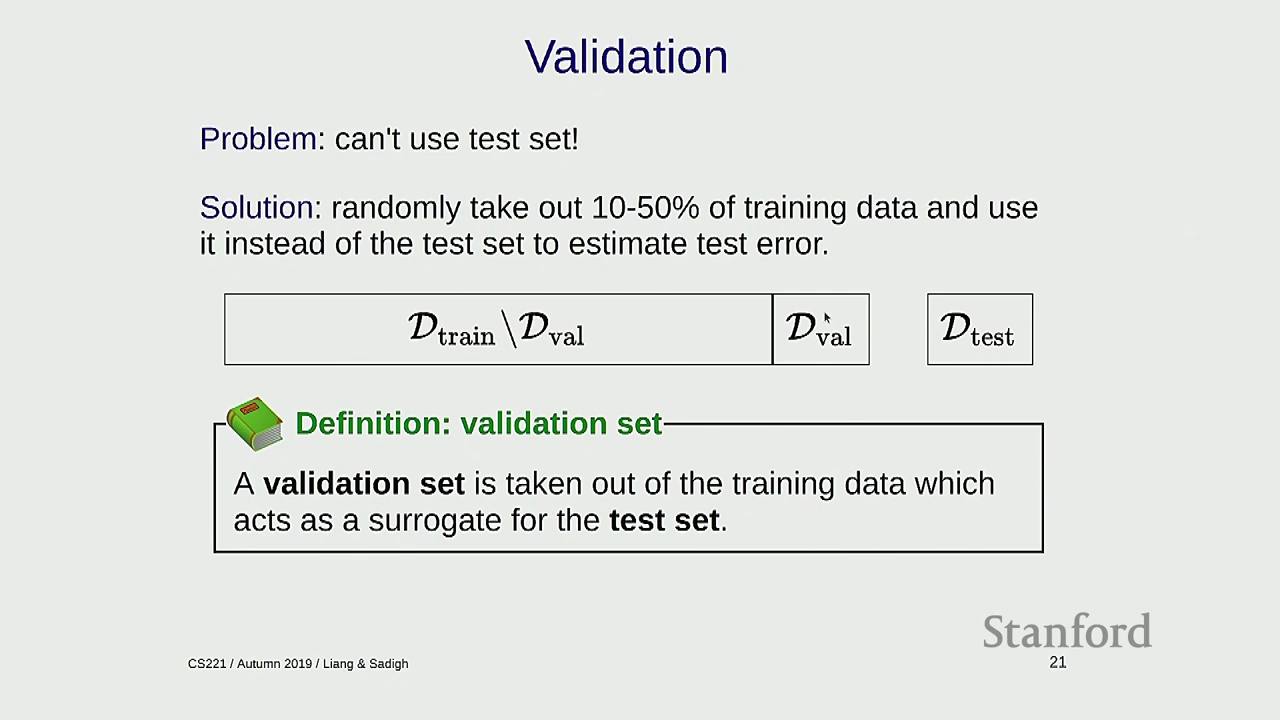 Validation
Problem: can't use test set!
Solution: randomly take out 10-50% of training data and use
it instead of the test set to estimate test error.
𝒟train \ 𝒟val 𝒟val 𝒟test
Definition: validation set
A validation set is taken out of the training data which
acts as a surrogate for the test set.
Stanford
CS221 / Autumn 2019 / Liang & Sadigh 21